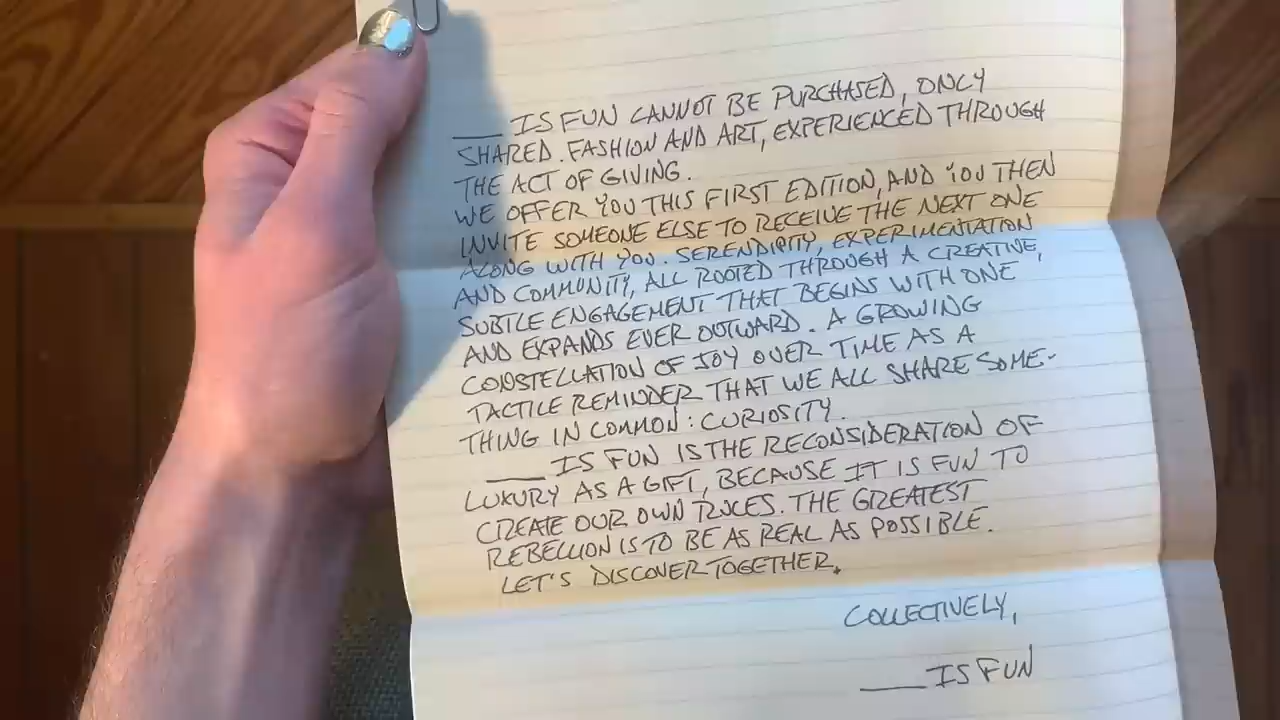 ___ IS FUN CANNOT BE PURCHASED, ONLY
SHARED. FASHION AND ART, EXPERIENCED THROUGH
THE ACT OF GIVING.
WE OFFER YOU THIS FIRST EDITION, AND YOU THEN
INVITE SOMEONE ELSE TO RECEIVE THE NEXT ONE
ALONG WITH YOU. SERENDIPITY, EXPERIMENTATION
AND COMMUNITY, ALL ROOTED THROUGH A CREATIVE,
SUBTLE ENGAGEMENT THAT BEGINS WITH ONE
AND EXPANDS EVER OUTWARD. A GROWING
CONSTELLATION OF JOY OVER TIME AS A
TACTILE REMINDER THAT WE ALL SHARE SOME-
THING IN COMMON: CURIOSITY.
____ IS FUN IS THE RECONSIDERATION OF
LUXURY AS A GIFT, BECAUSE IT IS FUN TO
CREATE OUR OWN RULES. THE GREATEST
REBELLION IS TO BE AS REAL AS POSSIBLE.
LET'S DISCOVER TOGETHER.
COLLECTIVELY,
____ IS FUN